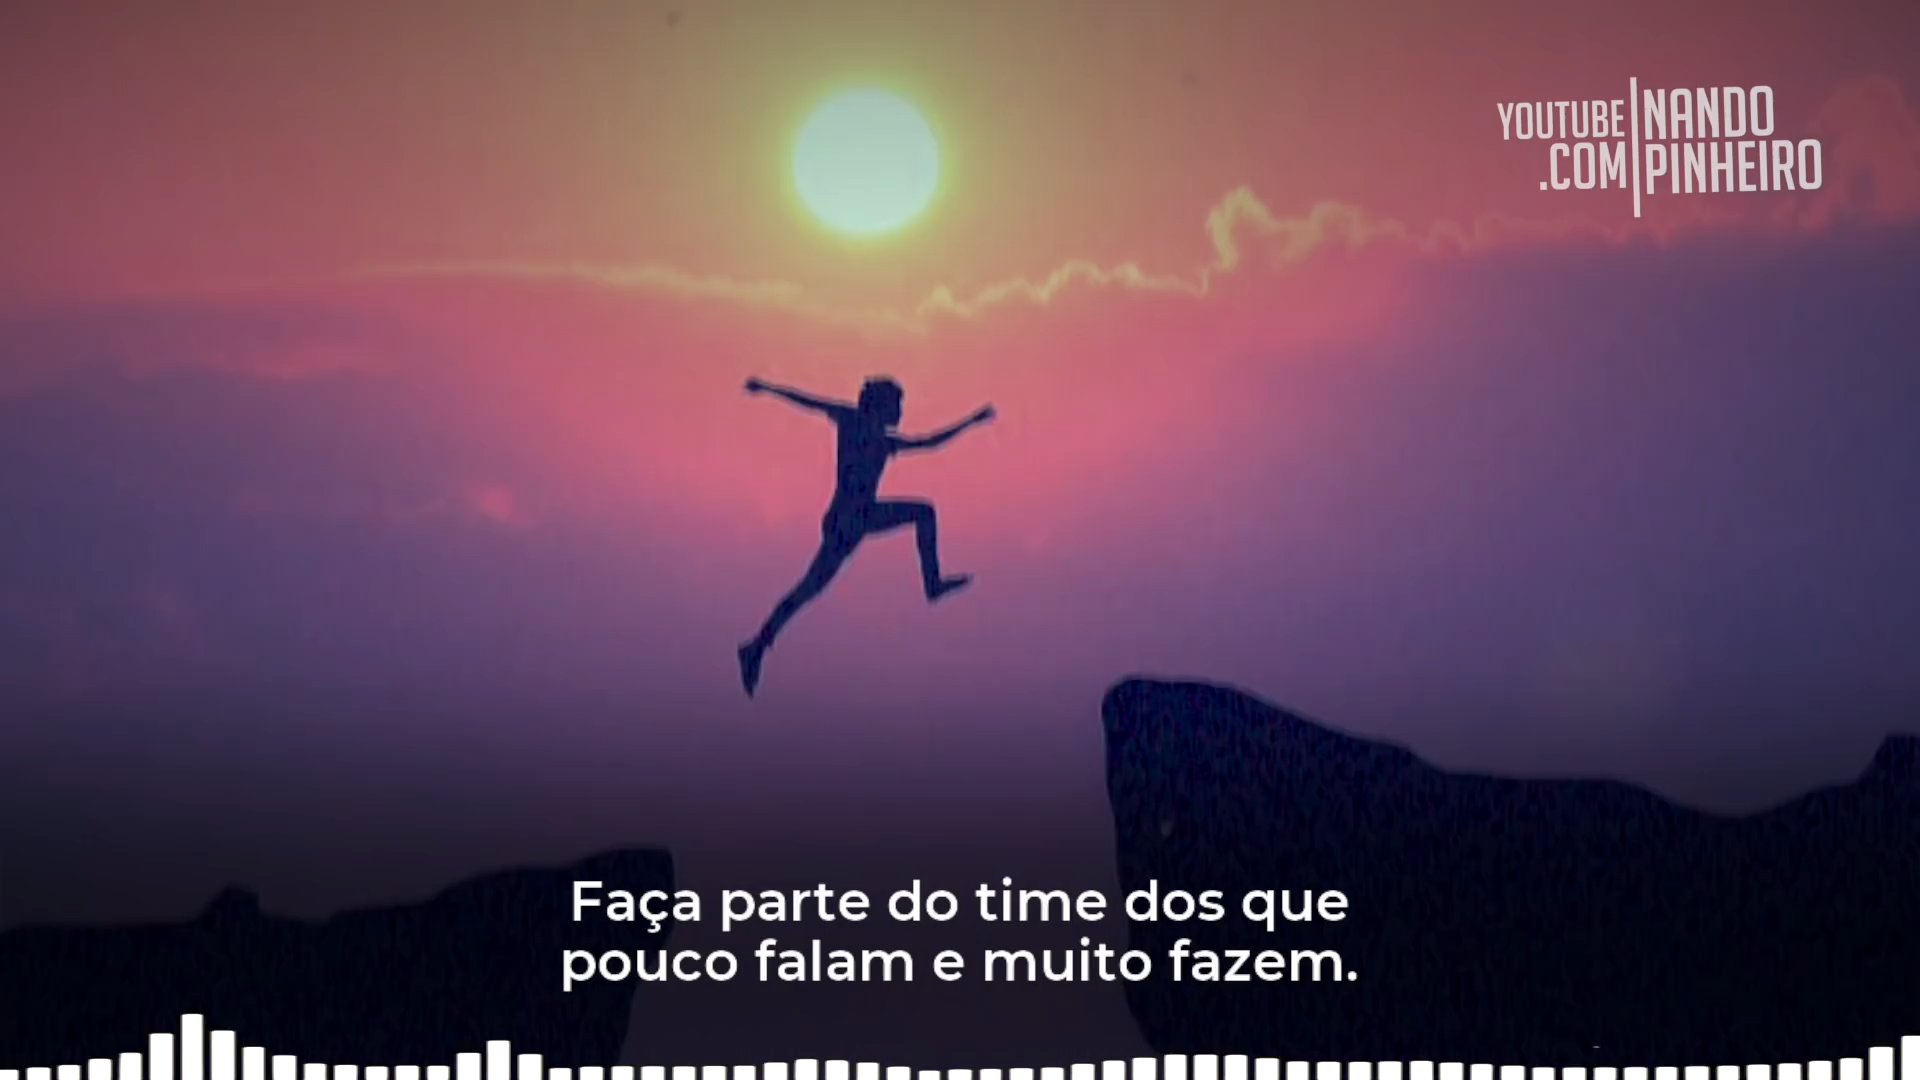 YOUTUBE
.COM
NANDO
PINHEIRO
Faça parte do time dos que
pouco falam e muito fazem.